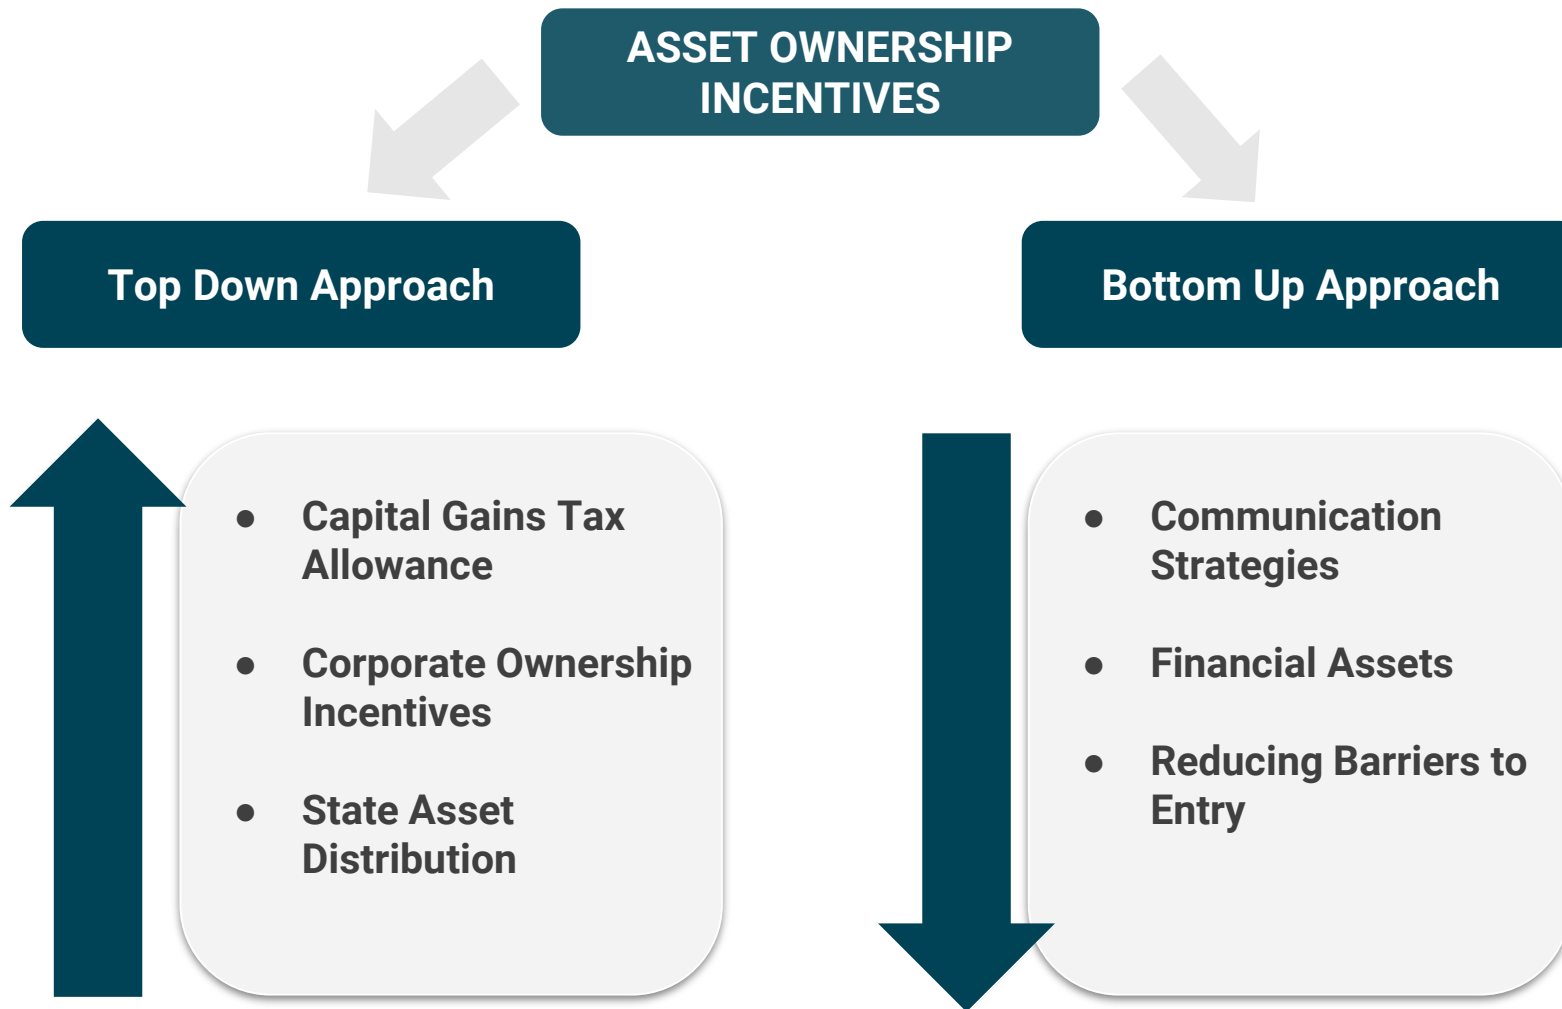 ASSET OWNERSHIP
INCENTIVES
Top Down Approach
Bottom Up Approach
● Capital Gains Tax
Allowance
● Corporate Ownership
Incentives
● State Asset
Distribution
● Communication
Strategies
● Financial Assets
● Reducing Barriers to
Entry